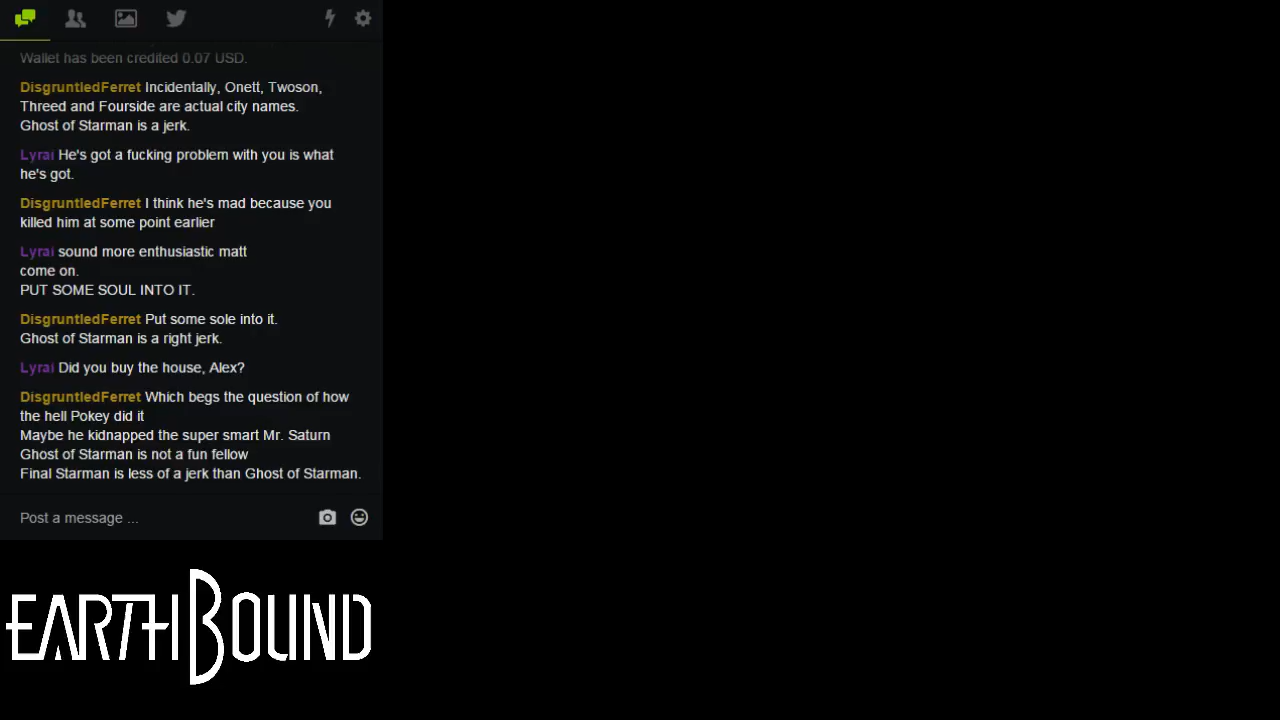 Wallet has been credited 0.07 USD.
DisgruntledFerret Incidentally, Onett, Twoson,
Threed and Fourside are actual city names.
Ghost of Starman is a jerk.
Lyrai He's got a fucking problem with you is what
he's got.
DisgruntledFerret I think he's mad because you
killed him at some point earlier
Lyrai sound more enthusiastic matt
come on.
PUT SOME SOUL INTO IT.
DisgruntledFerret Put some sole into it.
Ghost of Starman is a right jerk.
Lyrai Did you buy the house, Alex?
DisgruntledFerret Which begs the question of how
the hell Pokey did it
Maybe he kidnapped the super smart Mr. Saturn
Ghost of Starman is not a fun fellow
Final Starman is less of a jerk than Ghost of Starman.
Post a message ...
EARTHBOUND